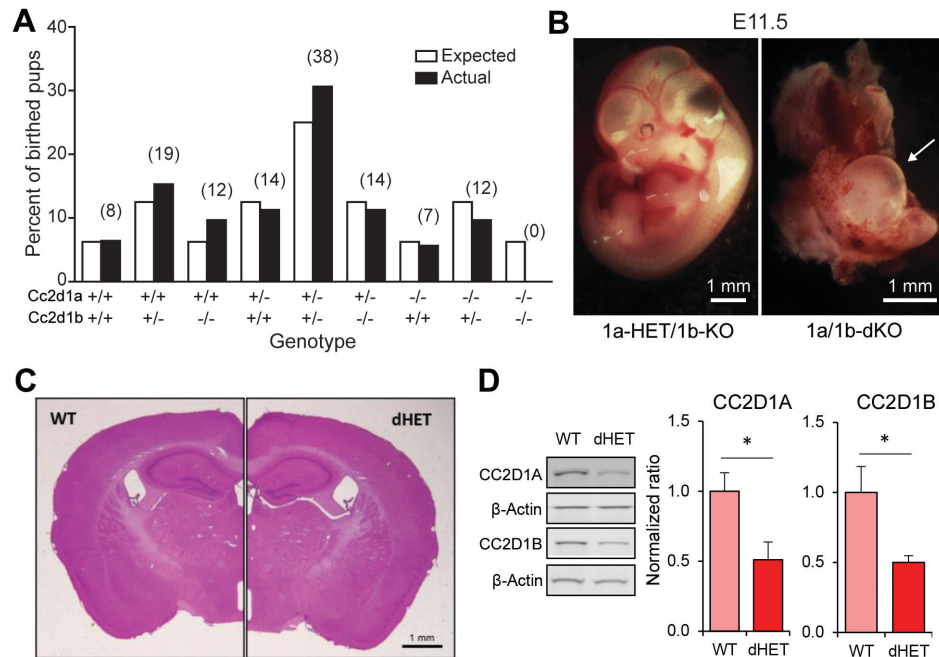 A
Percent of birthed pups
40
30
20
10
0
Expected
Actual
(8)
(19)
(12)
(14)
(38)
(14)
(7)
(12)
(0)
Cc2d1a +/+ +/+ +/+ +/- +/- +/- -/- -/- -/-
Cc2d1b +/+ +/- -/- +/+ +/- -/- +/+ +/- -/-
Genotype
B
E11.5
1 mm
1 mm
1a-HET/1b-KO
1a/1b-dKO
C
WT
dHET
1 mm
D
WT dHET
CC2D1A
β-Actin
CC2D1B
β-Actin
Normalized ratio
CC2D1A
1.5
1.0
0.5
0.0
*
WT dHET
CC2D1B
1.5
1.0
0.5
0.0
*
WT dHET